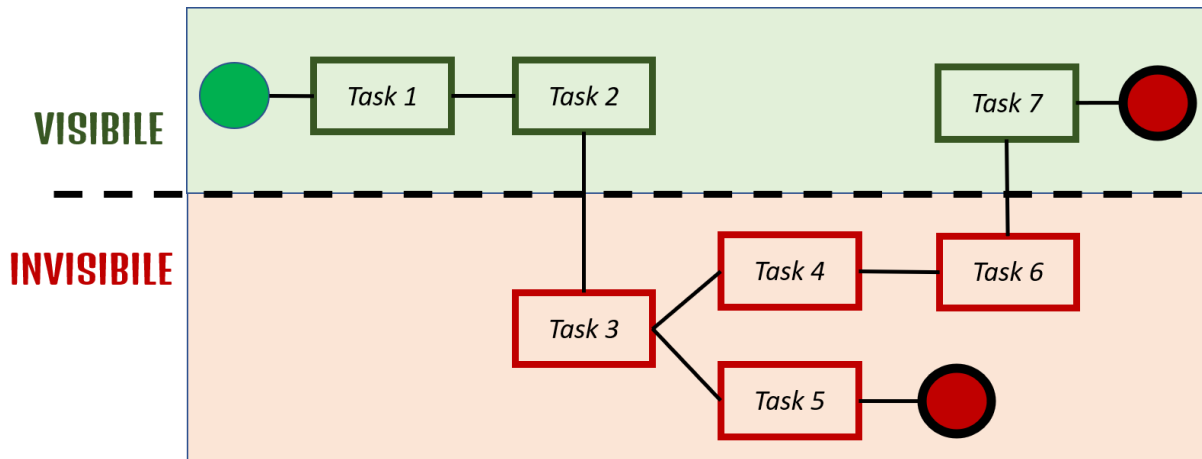 VISIBILE
Task 1
Task 2
Task 7
INVISIBILE
Task 3
Task 4
Task 6
Task 5